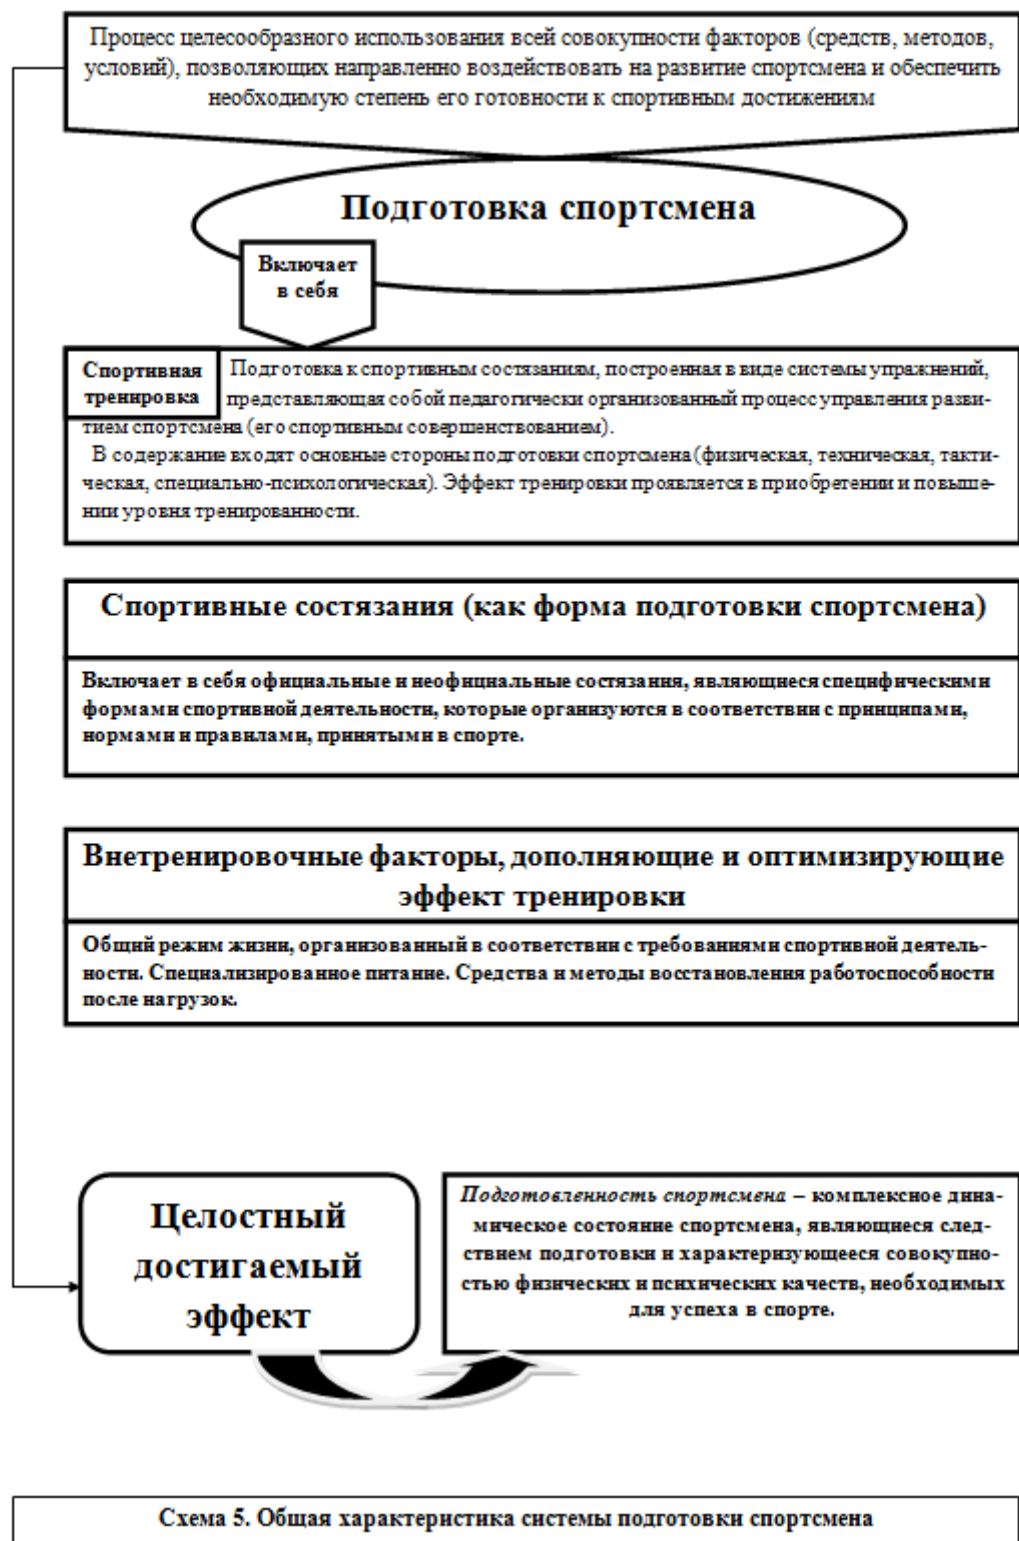 Процесс целесообразного использования всей совокупности факторов (средств, методов,
условий), позволяющих направленно воздействовать на развитие спортсмена и обеспечить
необходимую степень его готовности к спортивным достижениям
Подготовка спортсмена
Включает
в себя
Спортивная
тренировка
Подготовка к спортивным состязаниям, построенная в виде системы упражнений,
представляющая собой педагогически организованный процесс управления разви-
тием спортсмена (его спортивным совершенствованием).
В содержание входят основные стороны подготовки спортсмена (физическая, техническая, такти-
ческая, специально-психологическая). Эффект тренировки проявляется в приобретении и повыше-
нии уровня тренированности.
Спортивные состязания (как форма подготовки спортсмена)
Включает в себя официальные и неофициальные состязания, являющиеся специфическими
формами спортивной деятельности, которые организуются в соответствии с принципами,
нормами и правилами, принятыми в спорте.
Внетренировочные факторы, дополняющие и оптимизирующие
эффект тренировки
Общий режим жизни, организованный в соответствии с требованиями спортивной деятель-
ности. Специализированное питание. Средства и методы восстановления работоспособности
после нагрузок.
Целостный
достигаемый
эффект
Подготовленность спортсмена – комплексное дина-
мическое состояние спортсмена, являющиеся след-
ствием подготовки и характеризующееся совокупно-
стью физических и психических качеств, необходимых
для успеха в спорте.
Схема 5. Общая характеристика системы подготовки спортсмена